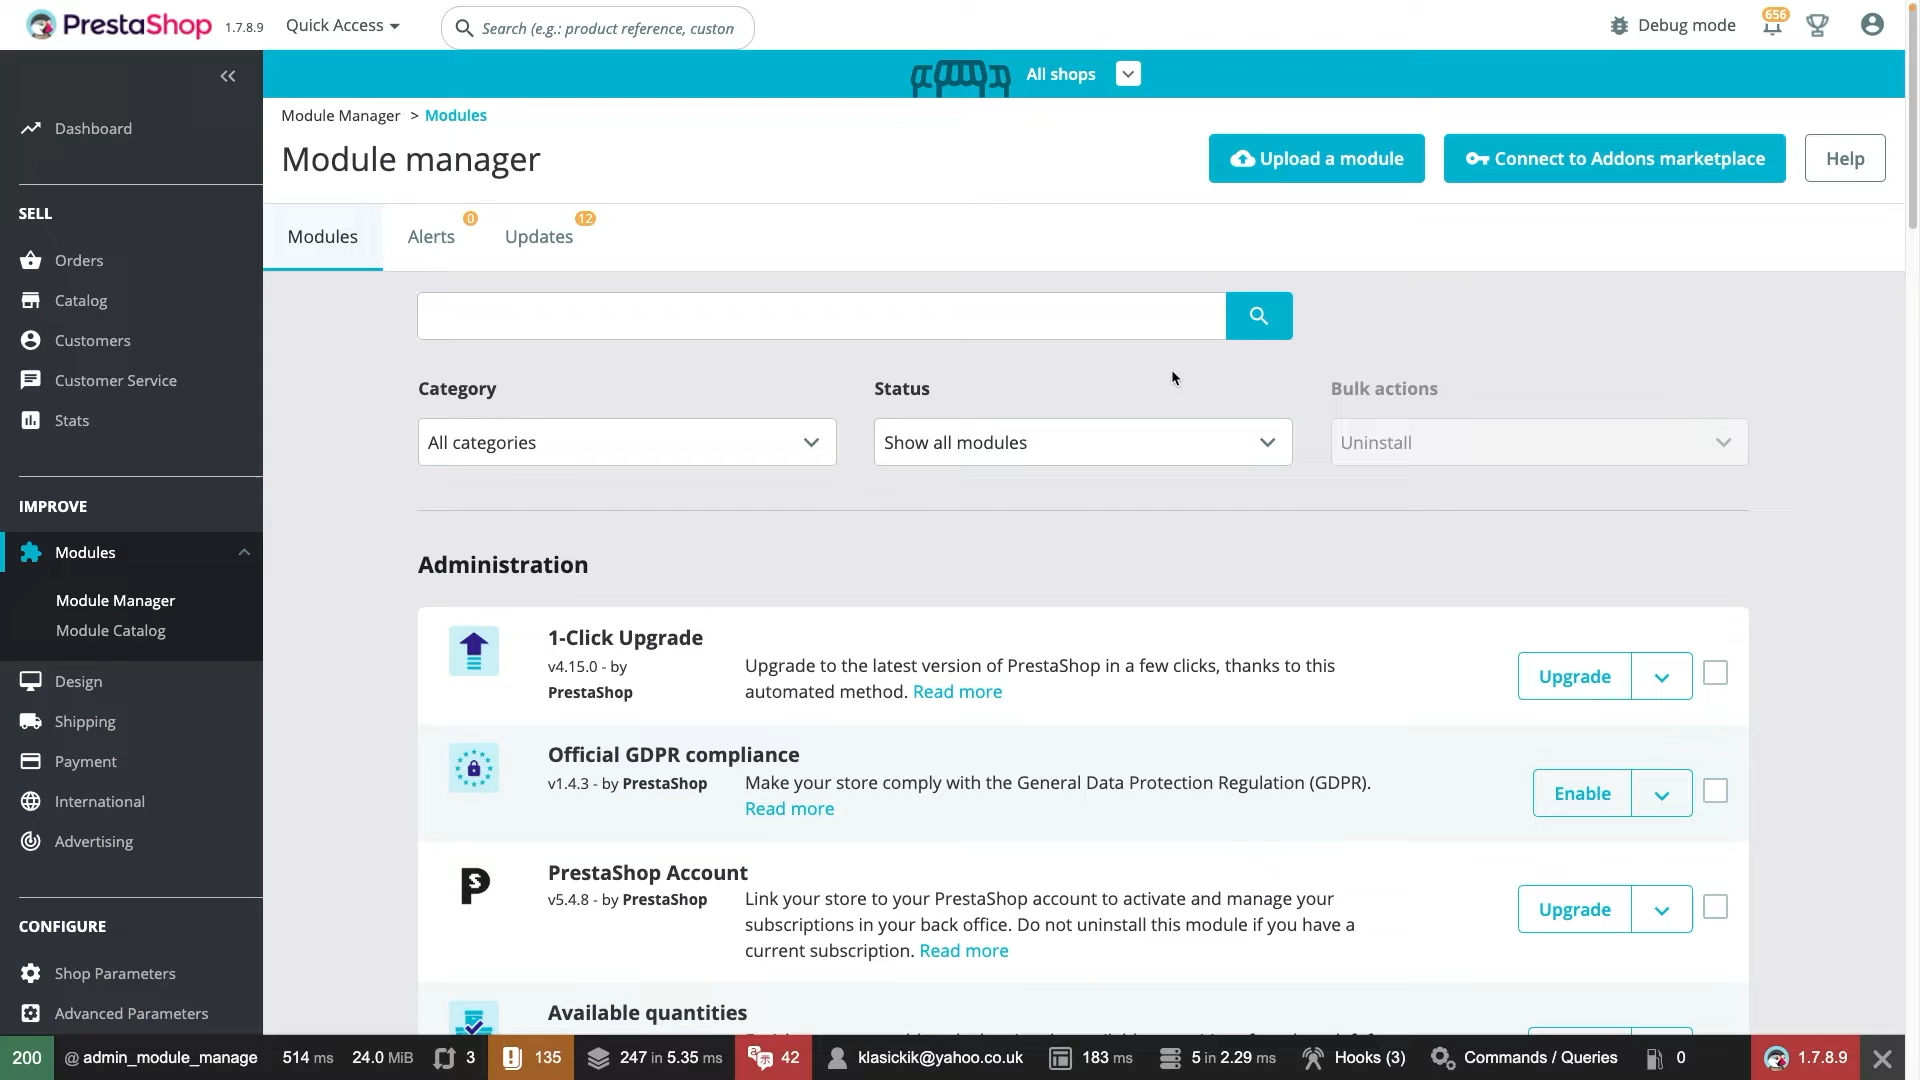 PrestaShop 1.7.8.9 Quick Access Search (e.g.: product reference, custon Debug mode 656
All shops
Module Manager > Modules
Module manager
Upload a module
Connect to Addons marketplace
Help
Modules
Alerts 0
Updates 12
Dashboard
SELL
Orders
Catalog
Customers
Customer Service
Stats
IMPROVE
Modules
Module Manager
Module Catalog
Design
Shipping
Payment
International
Advertising
CONFIGURE
Shop Parameters
Advanced Parameters
Category
All categories
Status
Show all modules
Bulk actions
Uninstall
Administration
1-Click Upgrade
v4.15.0 - by
PrestaShop
Upgrade to the latest version of PrestaShop in a few clicks, thanks to this
automated method. Read more
Upgrade
Official GDPR compliance
v1.4.3 - by PrestaShop
Make your store comply with the General Data Protection Regulation (GDPR).
Read more
Enable
PrestaShop Account
v5.4.8 - by PrestaShop
Link your store to your PrestaShop account to activate and manage your
subscriptions in your back office. Do not uninstall this module if you have a
current subscription. Read more
Upgrade
Available quantities
200 @ admin_module_manage 514 ms 24.0 MiB 3 135 247 in 5.35 ms 42 klasickik@yahoo.co.uk 183 ms 5 in 2.29 ms Hooks (3) Commands / Queries 0 1.7.8.9